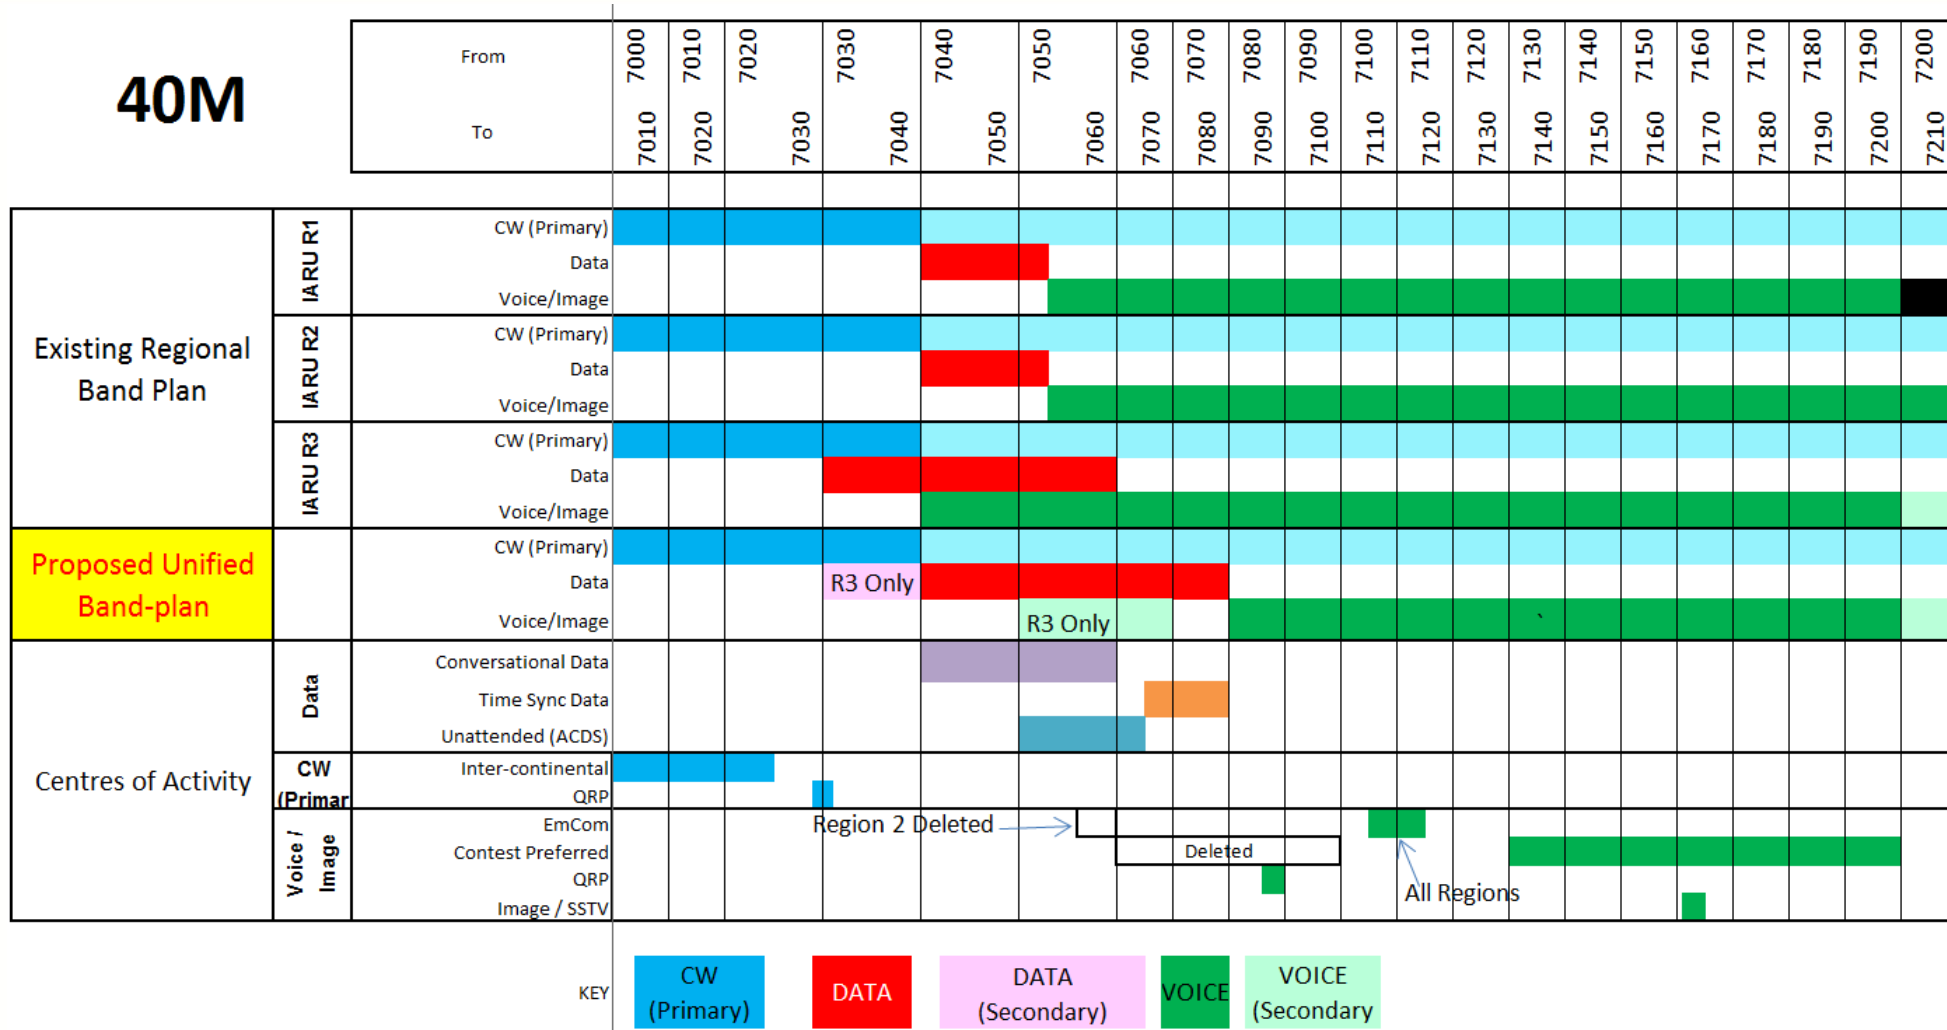 40M
From
7000 7010 7020 7030 7040 7050 7060 7070 7080 7090 7100 7110 7120 7130 7140 7150 7160 7170 7180 7190 7200
To
7010 7020 7030 7040 7050 7060 7070 7080 7090 7100 7110 7120 7130 7140 7150 7160 7170 7180 7190 7200 7210
Existing Regional
Band Plan
IARU R1
CW (Primary)
Data
Voice/Image
IARU R2
CW (Primary)
Data
Voice/Image
IARU R3
CW (Primary)
Data
Voice/Image
Proposed Unified
Band-plan
CW (Primary)
Data
R3 Only
Voice/Image
R3 Only
`
Centres of Activity
Data
Conversational Data
Time Sync Data
Unattended (ACDS)
CW
(Primar
Inter-continental
QRP
Voice /
Image
EmCom
Region 2 Deleted
Contest Preferred
Deleted
QRP
All Regions
Image / SSTV
KEY
CW
(Primary)
DATA
DATA
(Secondary)
VOICE
VOICE
(Secondary